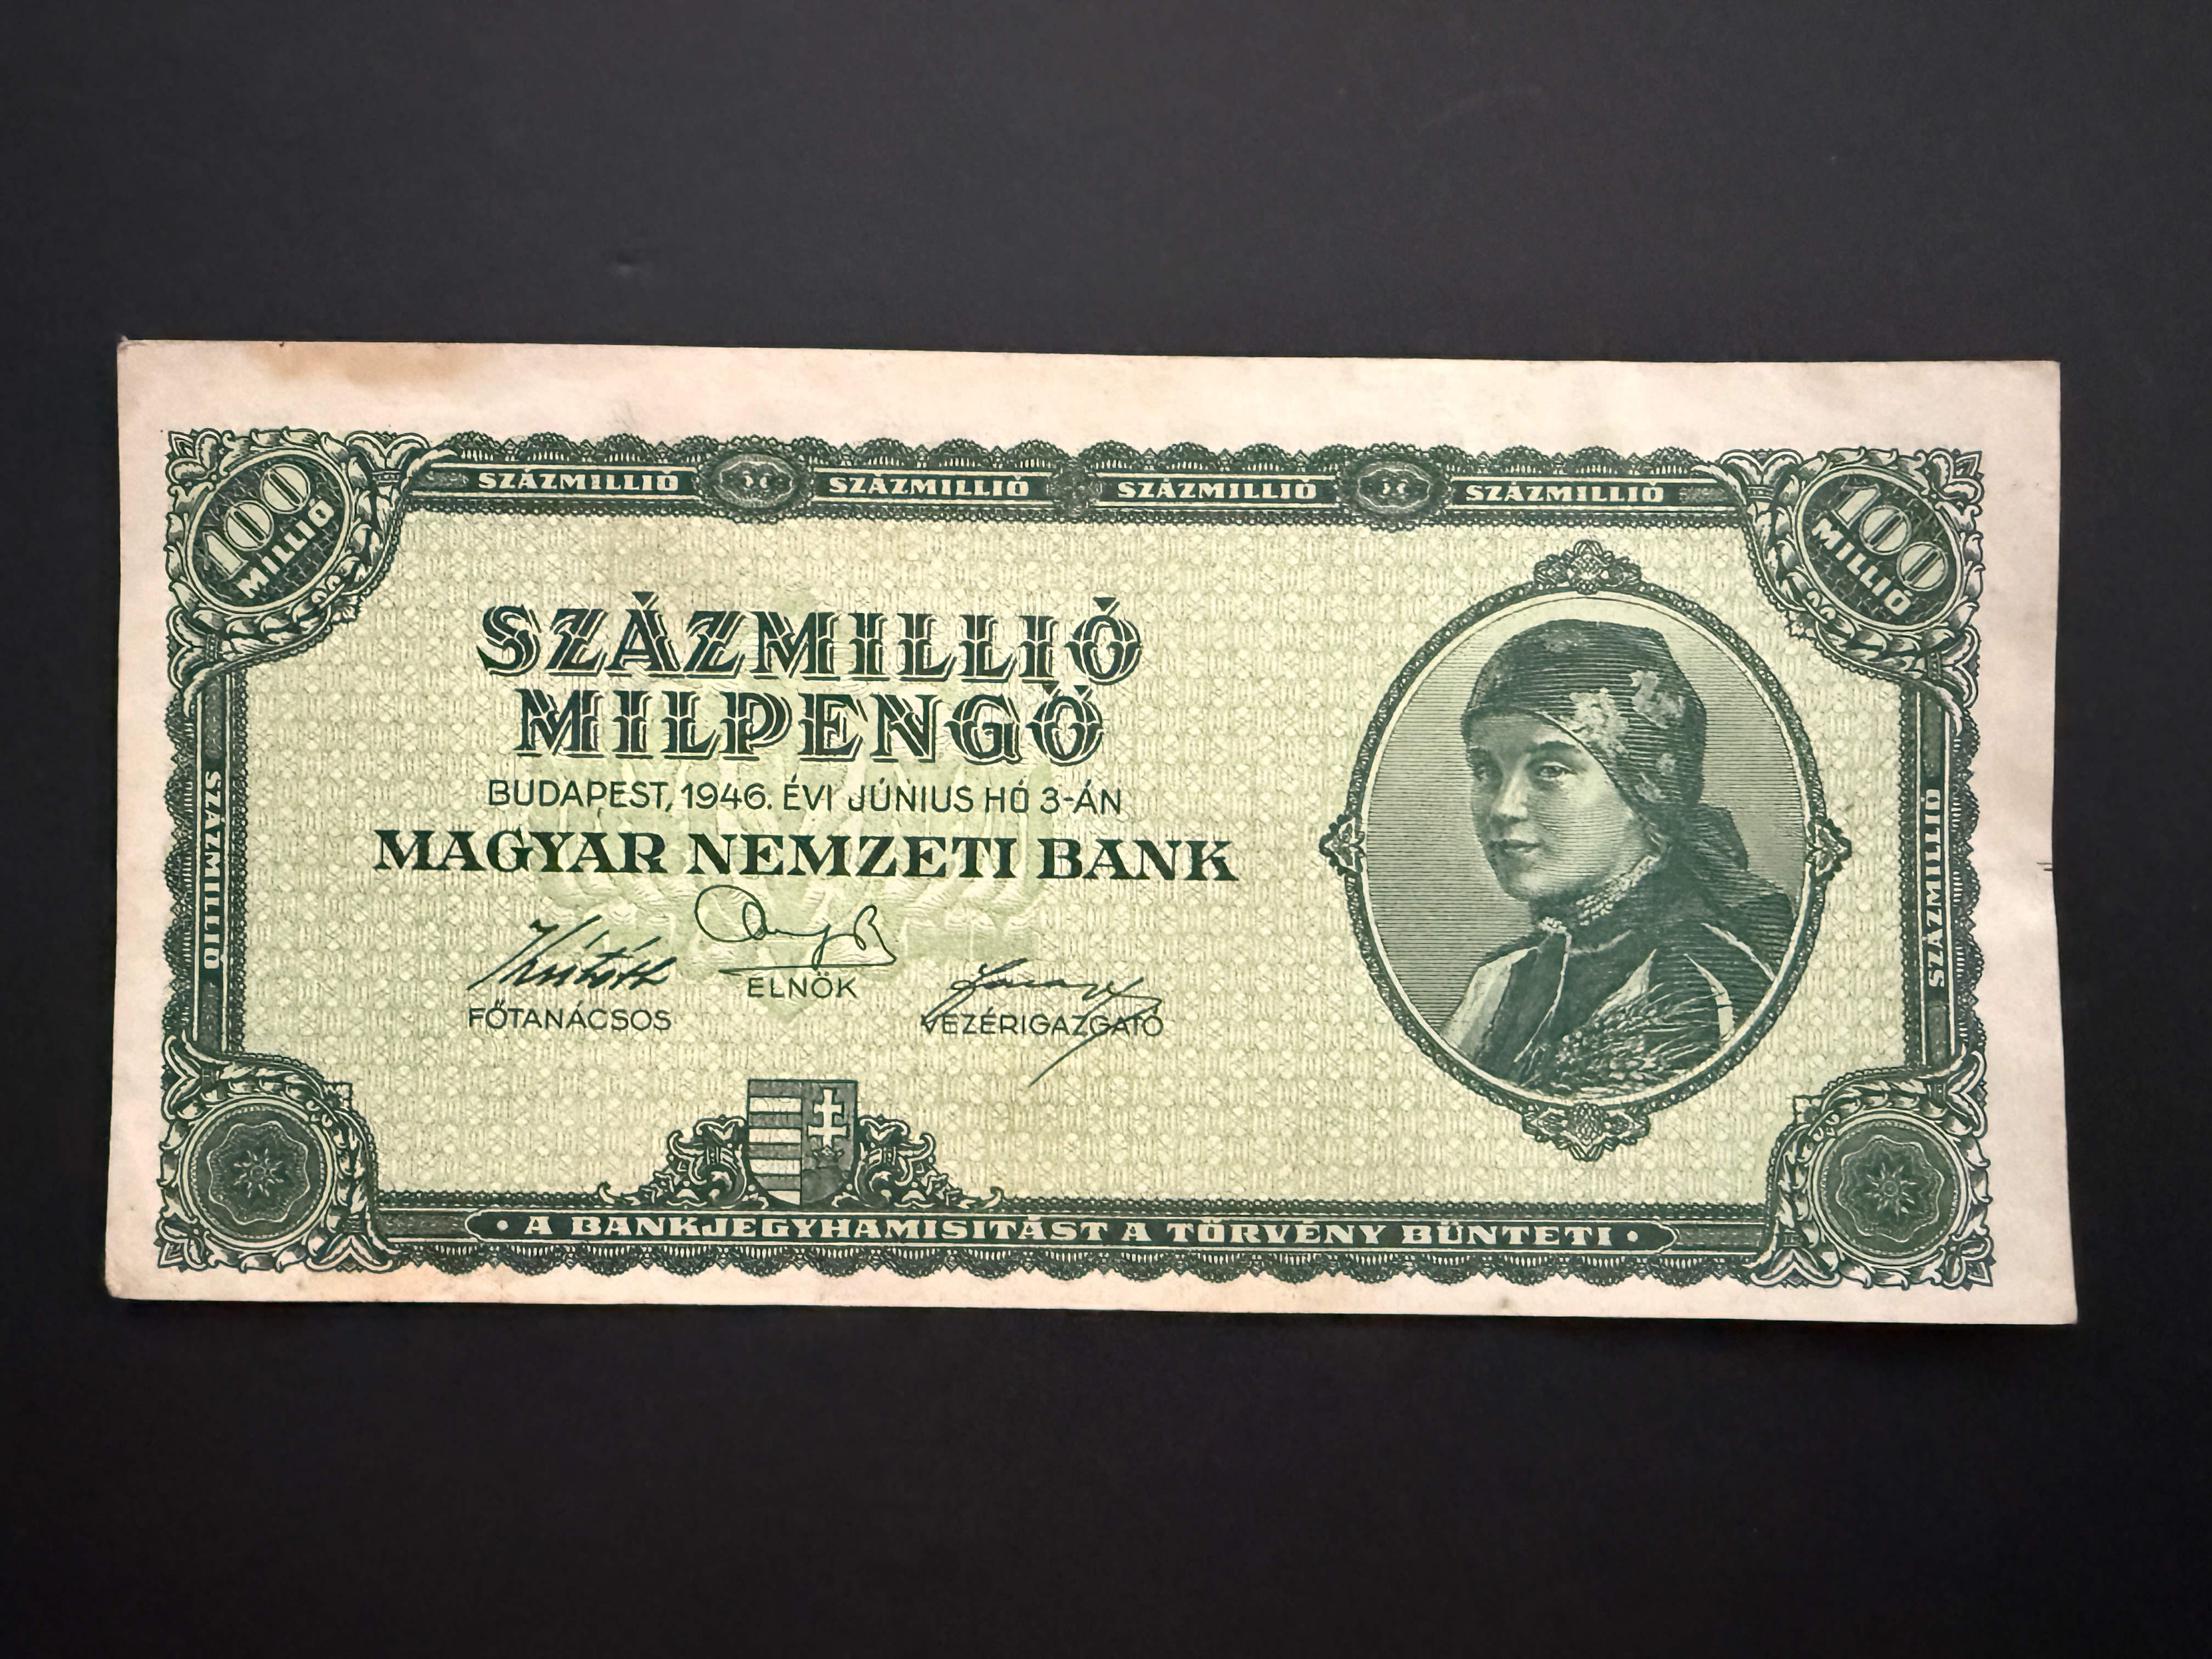 SZÁZMILLIÓ SZÁZMILLIÓ SZÁZMILLIÓ SZÁZMILLIÓ
100
MILLIÓ
100
MILLIÓ
SZÁZMILLIÓ
MILPENGŐ
BUDAPEST, 1946. ÉVI JÚNIUS HÓ 3-ÁN
MAGYAR NEMZETI BANK
FŐTANÁCSOS
ELNÖK
VEZÉRIGAZGATÓ
SZÁZMILLIÓ
SZÁZMILLIÓ
• A BANKJEGYHAMISITÁST A TÖRVÉNY BÜNTETI •